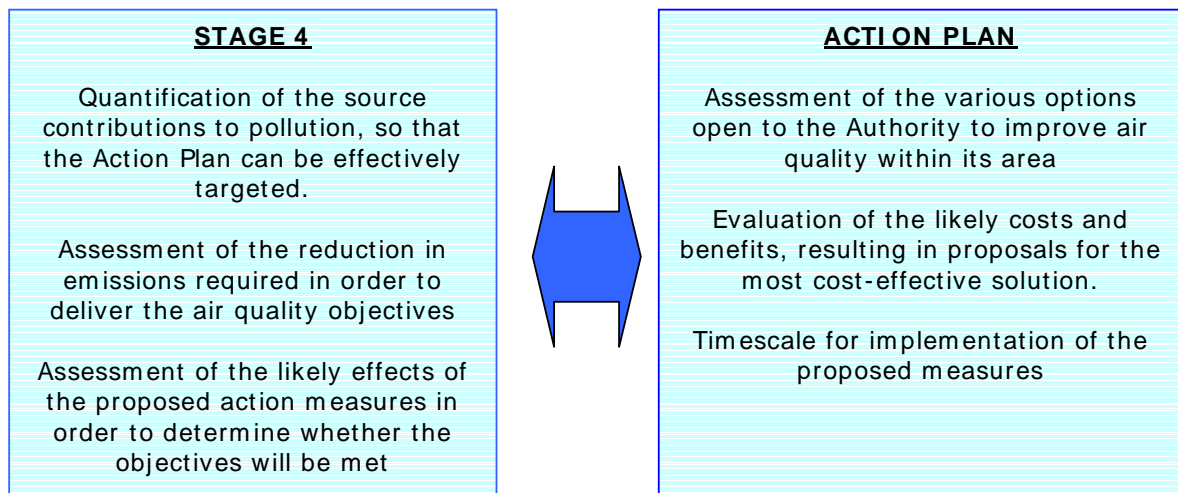 STAGE 4
Quantification of the source
contributions to pollution, so that
the Action Plan can be effectively
targeted.
Assessment of the reduction in
emissions required in order to
deliver the air quality objectives
Assessment of the likely effects of
the proposed action measures in
order to determine whether the
objectives will be met
ACTION PLAN
Assessment of the various options
open to the Authority to improve air
quality within its area
Evaluation of the likely costs and
benefits, resulting in proposals for the
most cost-effective solution.
Timescale for implementation of the
proposed measures